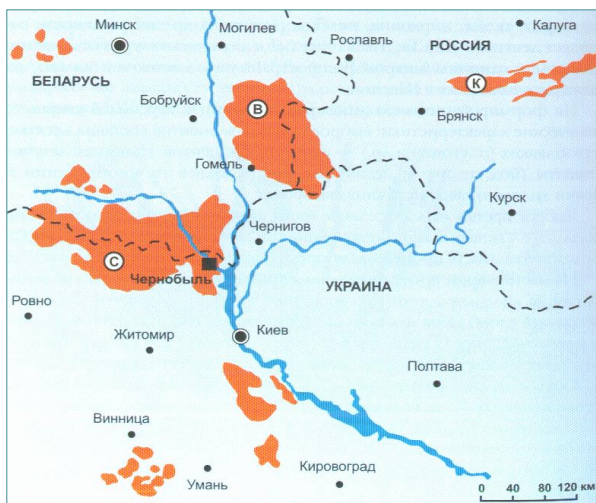 Минск
Могилев
Калуга
Рославль
РОССИЯ
БЕЛАРУСЬ
К
Бобруйск
В
Брянск
Гомель
Курск
Чернигов
С
Чернобыль
УКРАИНА
Ровно
Киев
Житомир
Полтава
Винница
Умань
Кировоград
0 40 80 120 км